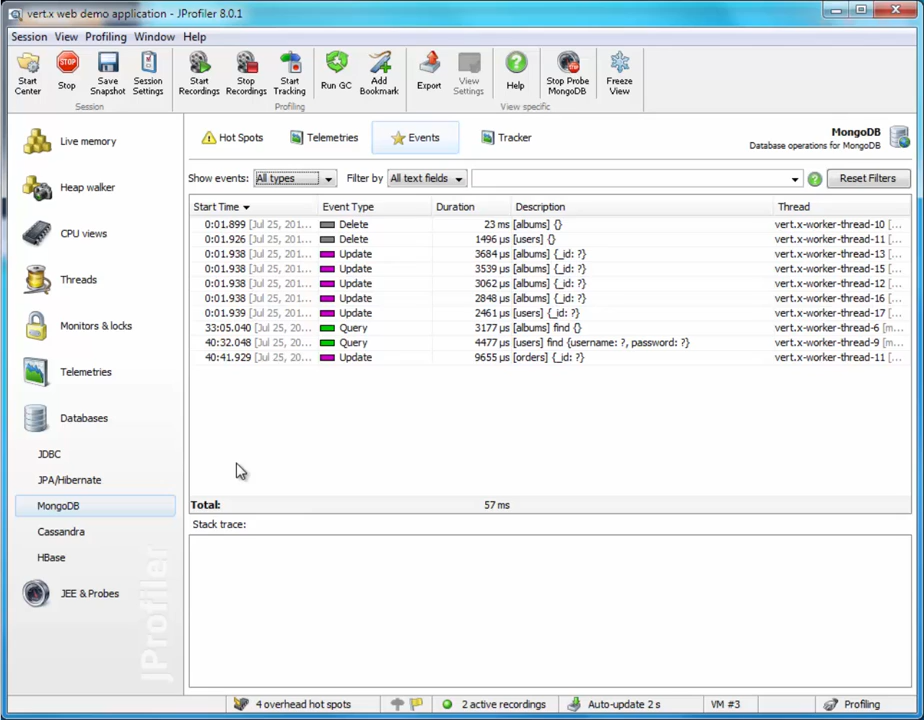 vert.x web demo application - JProfiler 8.0.1
Session View Profiling Window Help
Start Center
Stop
Save Snapshot
Session Settings
Start Recordings
Stop Recordings
Start Tracking
Run GC
Add Bookmark
Export
View Settings
Help
Stop Probe MongoDB
Freeze View
Session
Profiling
View specific
Live memory
Heap walker
CPU views
Threads
Monitors & locks
Telemetries
Databases
JDBC
JPA/Hibernate
MongoDB
Cassandra
HBase
JEE & Probes
JProfiler
Hot Spots Telemetries Events Tracker
MongoDB
Database operations for MongoDB
Show events: All types Filter by All text fields Reset Filters
Start Time Event Type Duration Description Thread
0:01.899 [Jul 25, 201... Delete 23 ms [albums] {} vert.x-worker-thread-10 [...
0:01.926 [Jul 25, 201... Delete 1496 µs [users] {} vert.x-worker-thread-11 [...
0:01.938 [Jul 25, 201... Update 3684 µs [albums] {_id: ?} vert.x-worker-thread-13 [...
0:01.938 [Jul 25, 201... Update 3539 µs [albums] {_id: ?} vert.x-worker-thread-15 [...
0:01.938 [Jul 25, 201... Update 3062 µs [albums] {_id: ?} vert.x-worker-thread-12 [...
0:01.938 [Jul 25, 201... Update 2848 µs [albums] {_id: ?} vert.x-worker-thread-16 [...
0:01.939 [Jul 25, 201... Update 2461 µs [users] {_id: ?} vert.x-worker-thread-17 [...
33:05.040 [Jul 25, 20... Query 3177 µs [albums] find {} vert.x-worker-thread-6 [m...
40:32.048 [Jul 25, 20... Query 4477 µs [users] find {username: ?, password: ?} vert.x-worker-thread-9 [m...
40:41.929 [Jul 25, 20... Update 9655 µs [orders] {_id: ?} vert.x-worker-thread-11 [...
Total: 57 ms
Stack trace:
4 overhead hot spots 2 active recordings Auto-update 2 s VM #3 Profiling